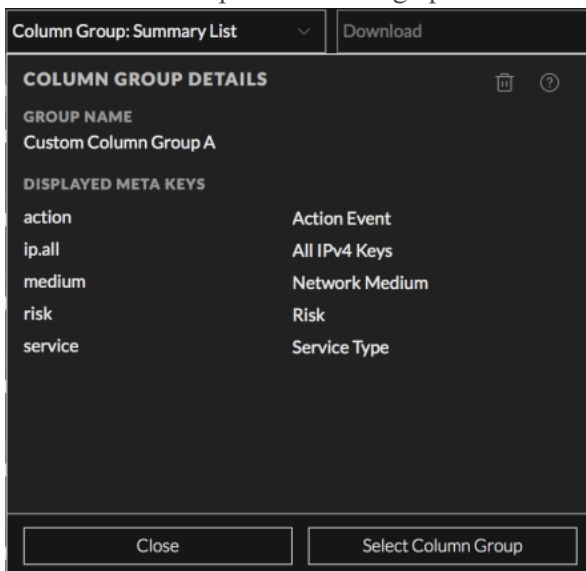 Column Group: Summary List Download
COLUMN GROUP DETAILS
GROUP NAME
Custom Column Group A
DISPLAYED META KEYS
action Action Event
ip.all All IPv4 Keys
medium Network Medium
risk Risk
service Service Type
Close Select Column Group